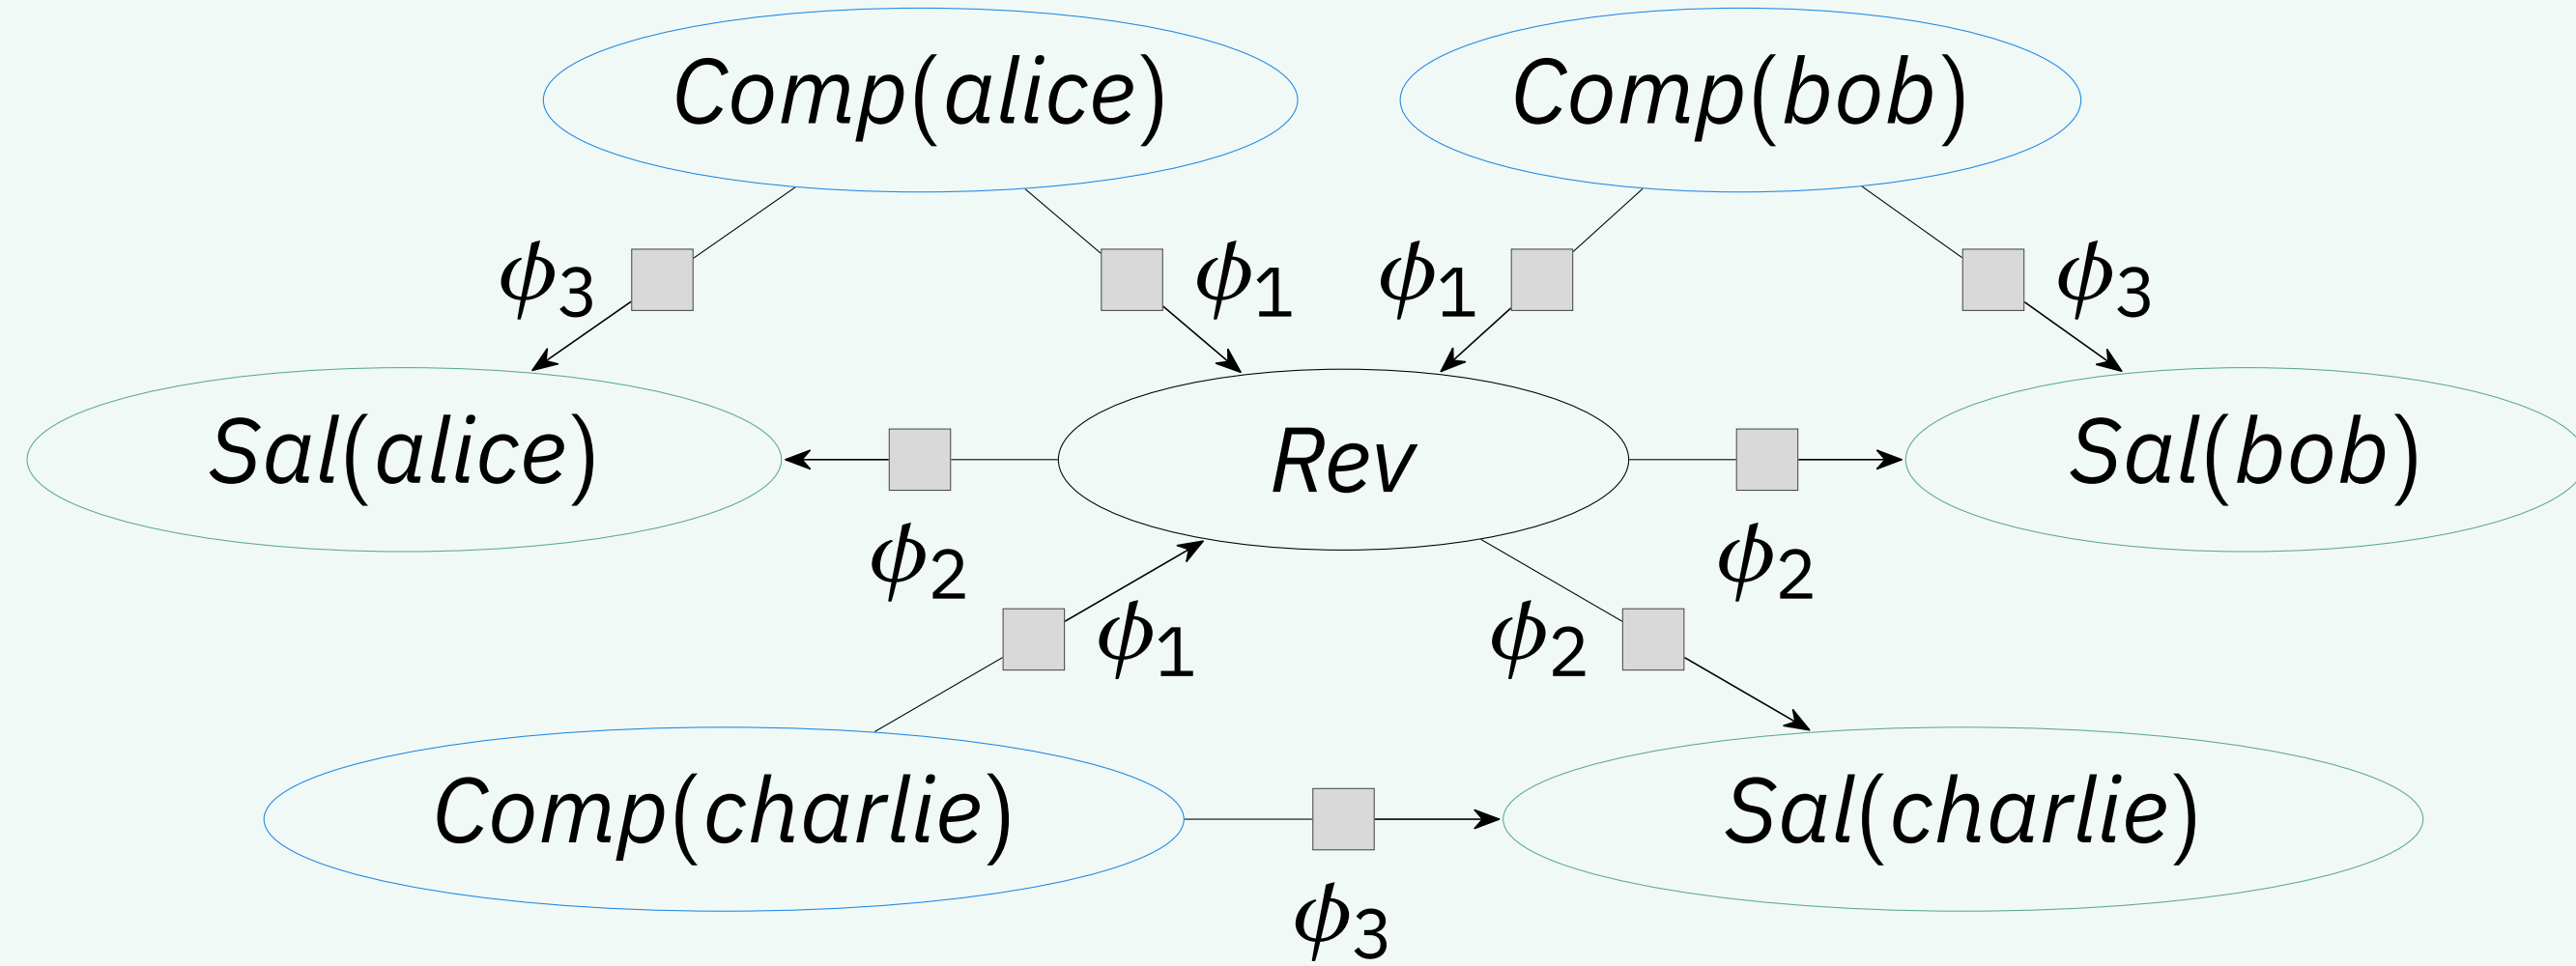 Comp(alice) Comp(bob)
ϕ3 ϕ1 ϕ1 ϕ3
Sal(alice) Rev Sal(bob)
ϕ2 ϕ2
ϕ1 ϕ2
Comp(charlie) Sal(charlie)
ϕ3